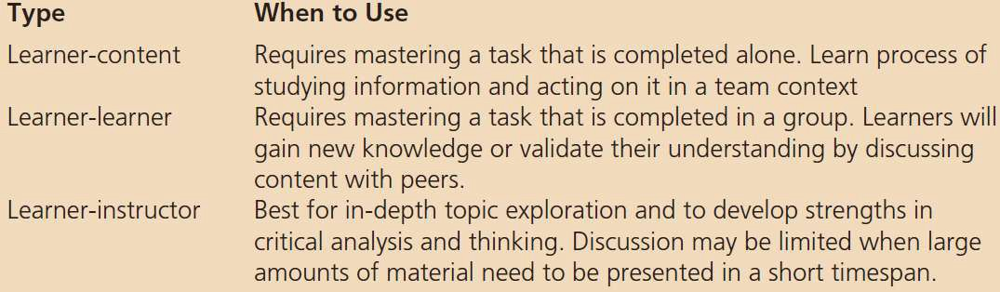 Type When to Use
Learner-content Requires mastering a task that is completed alone. Learn process of
studying information and acting on it in a team context
Learner-learner Requires mastering a task that is completed in a group. Learners will
gain new knowledge or validate their understanding by discussing
content with peers.
Learner-instructor Best for in-depth topic exploration and to develop strengths in
critical analysis and thinking. Discussion may be limited when large
amounts of material need to be presented in a short timespan.